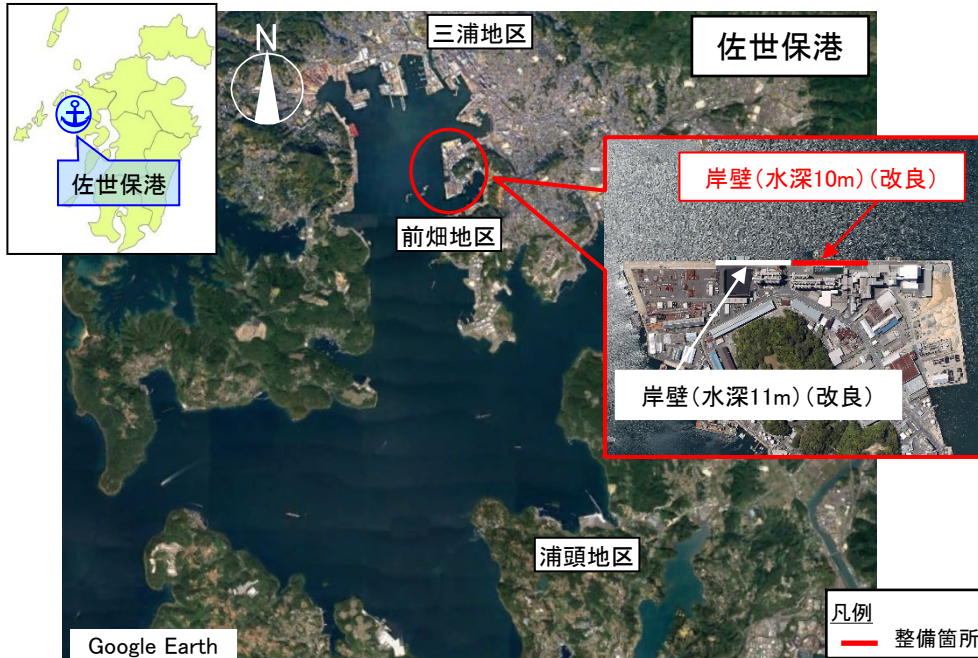 佐世保港
N
三浦地区
佐世保港
前畑地区
岸壁(水深10m)(改良)
岸壁(水深11m)(改良)
浦頭地区
凡例
整備箇所
Google Earth